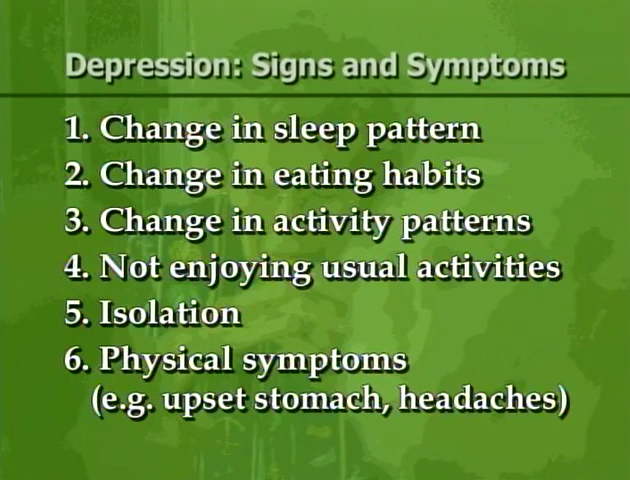 Depression: Signs and Symptoms
1. Change in sleep pattern
2. Change in eating habits
3. Change in activity patterns
4. Not enjoying usual activities
5. Isolation
6. Physical symptoms
(e.g. upset stomach, headaches)